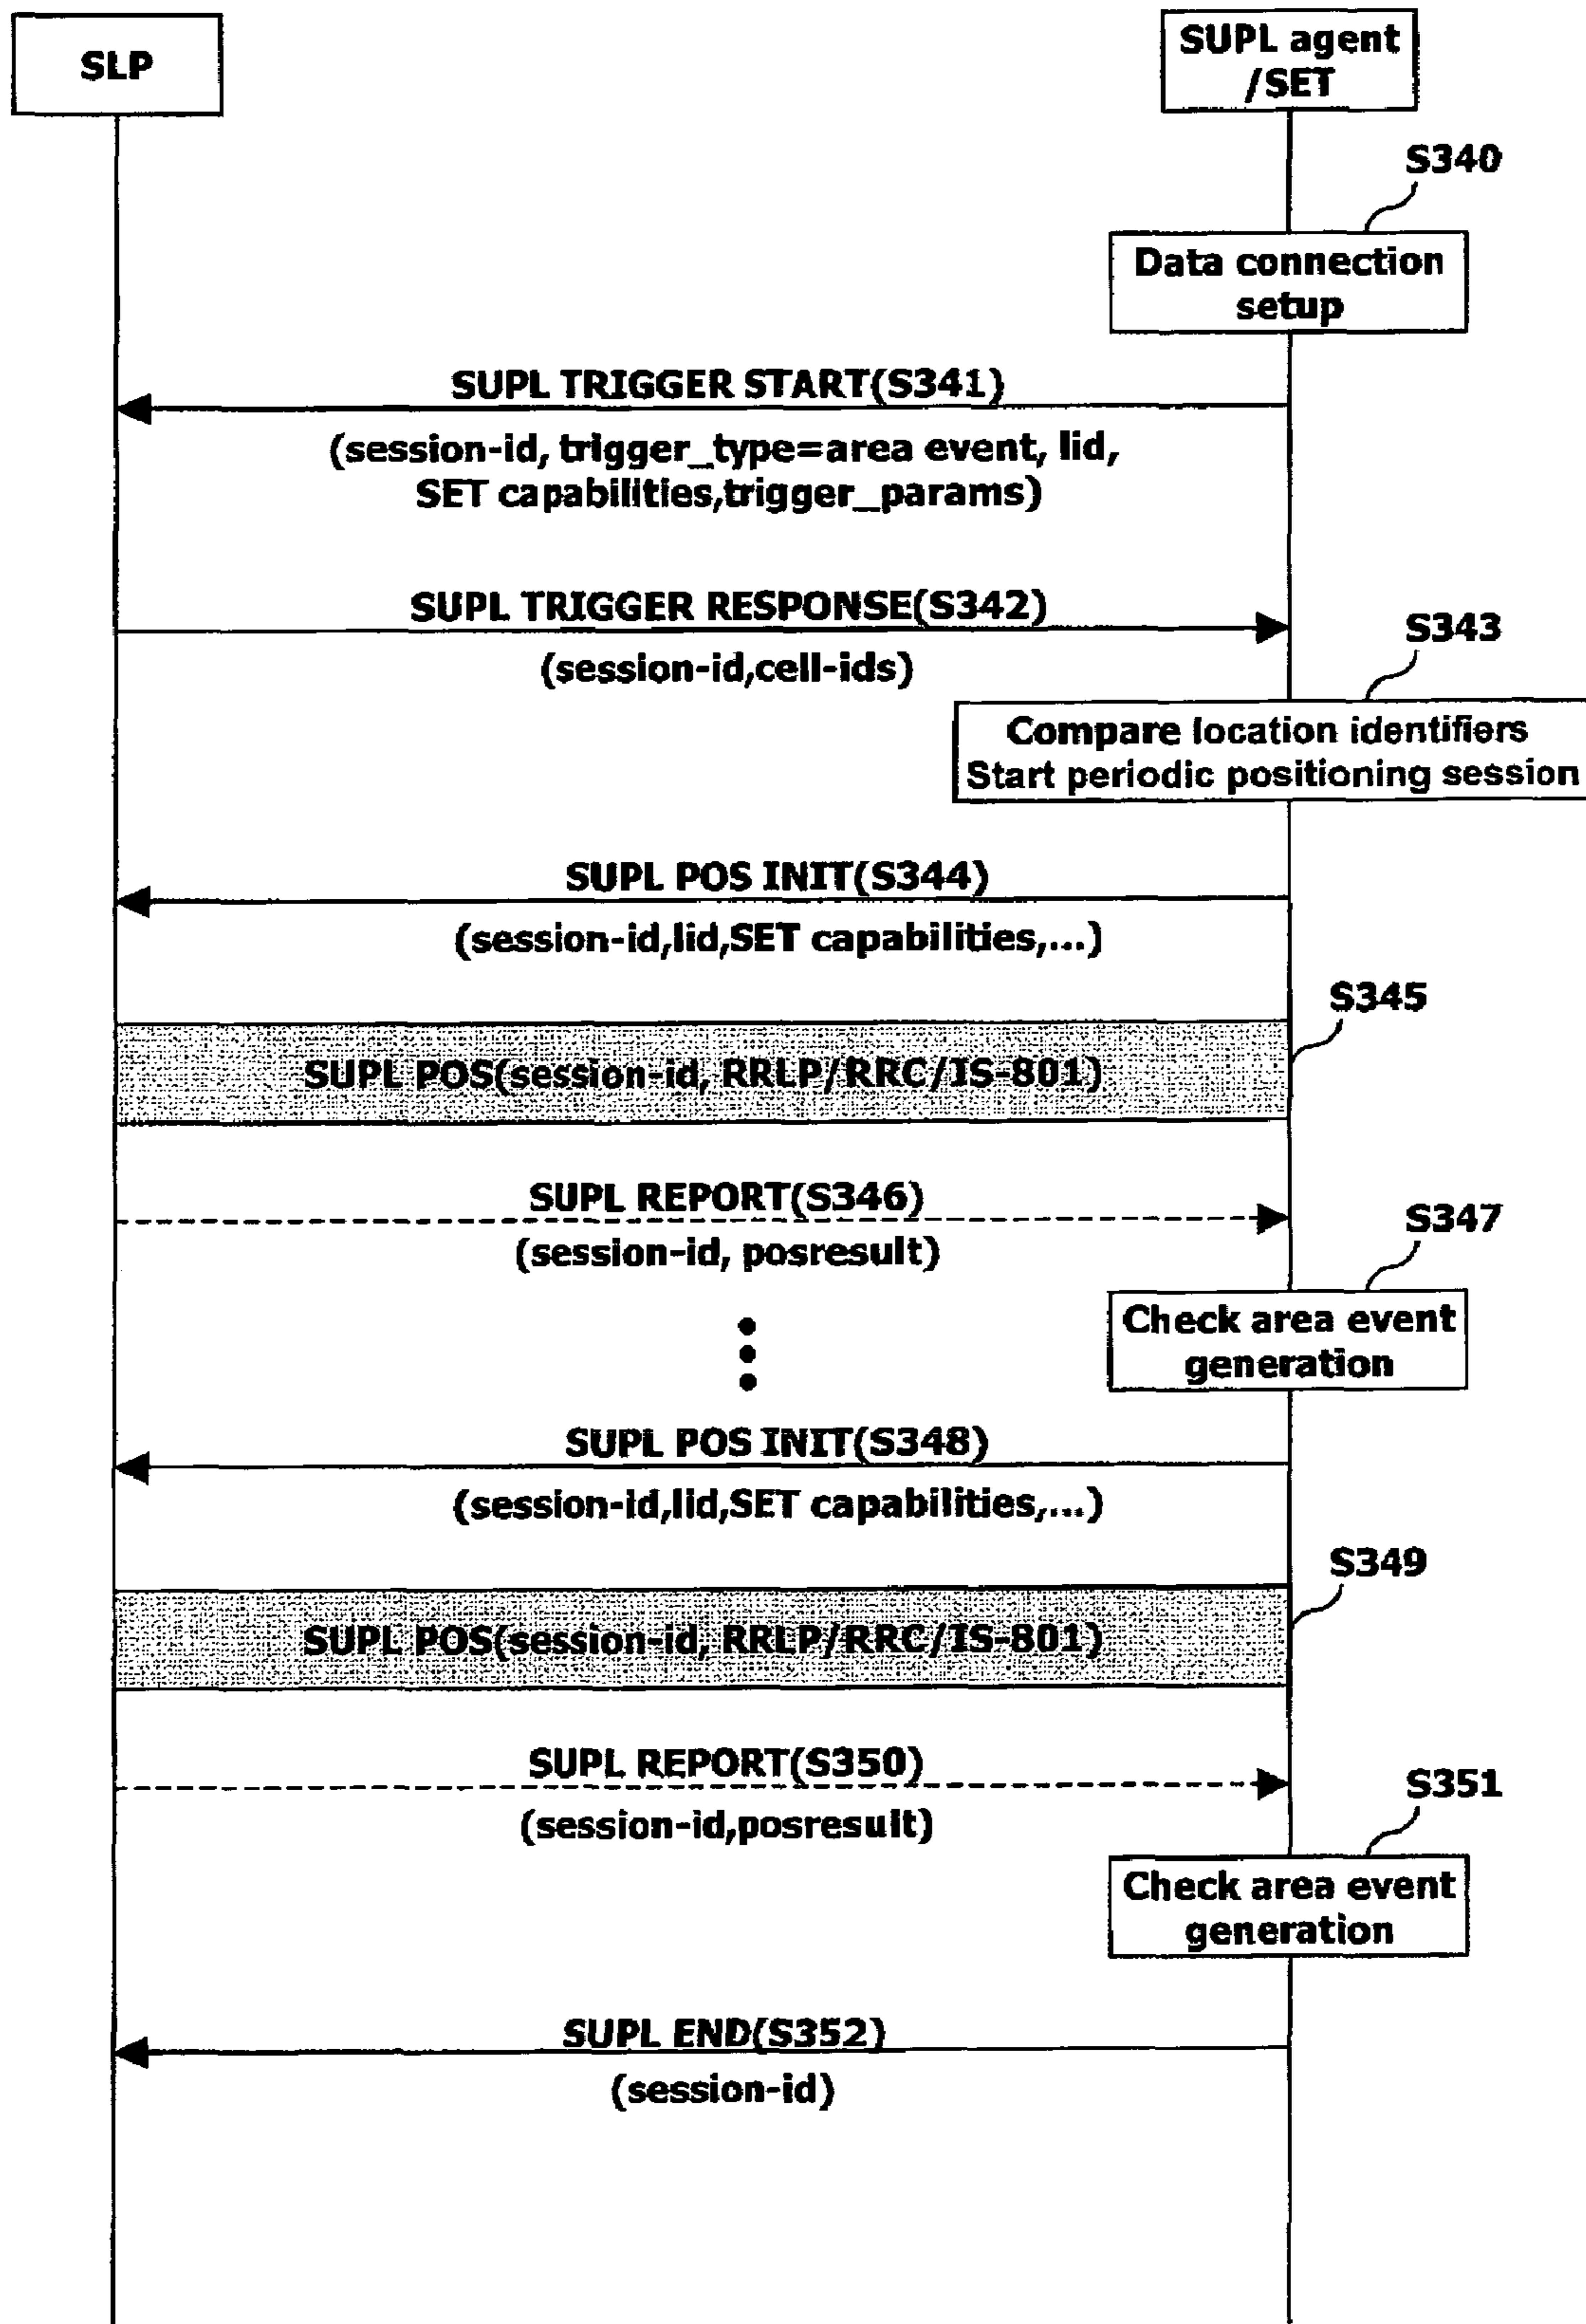 SLP
SUPL agent
/SET
S340
Data connection
setup
SUPL TRIGGER START(S341)
(session-id, trigger_type=area event, lid,
SET capabilities,trigger_params)
SUPL TRIGGER RESPONSE(S342)
(session-id,cell-ids)
S343
Compare location identifiers
Start periodic positioning session
SUPL POS INIT(S344)
(session-id,lid,SET capabilities,...)
S345
SUPL POS(session-id, RRLP/RRC/IS-801)
SUPL REPORT(S346)
(session-id, posresult)
S347
Check area event
generation
SUPL POS INIT(S348)
(session-id,lid,SET capabilities,...)
S349
SUPL POS(session-id, RRLP/RRC/IS-801)
SUPL REPORT(S350)
(session-id,posresult)
S351
Check area event
generation
SUPL END(S352)
(session-id)